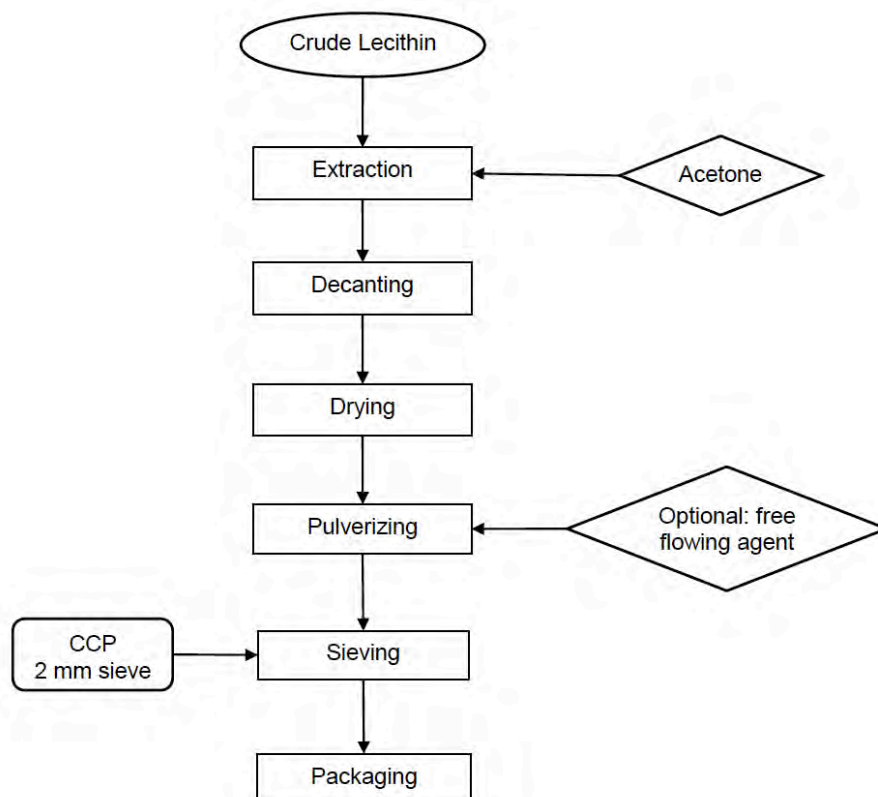 Crude Lecithin
Extraction
Acetone
Decanting
Drying
Pulverizing
Optional: free
flowing agent
CCP
2 mm sieve
Sieving
Packaging